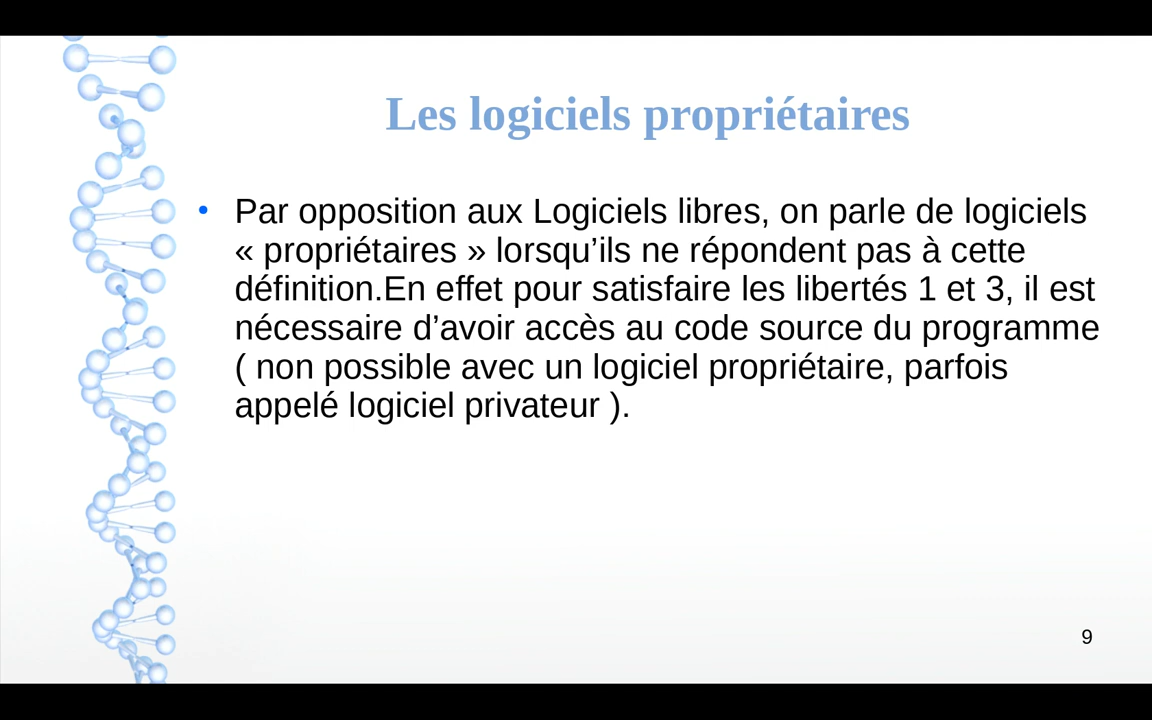 Les logiciels propriétaires
• Par opposition aux Logiciels libres, on parle de logiciels
« propriétaires » lorsqu’ils ne répondent pas à cette
définition.En effet pour satisfaire les libertés 1 et 3, il est
nécessaire d’avoir accès au code source du programme
( non possible avec un logiciel propriétaire, parfois
appelé logiciel privateur ).
9